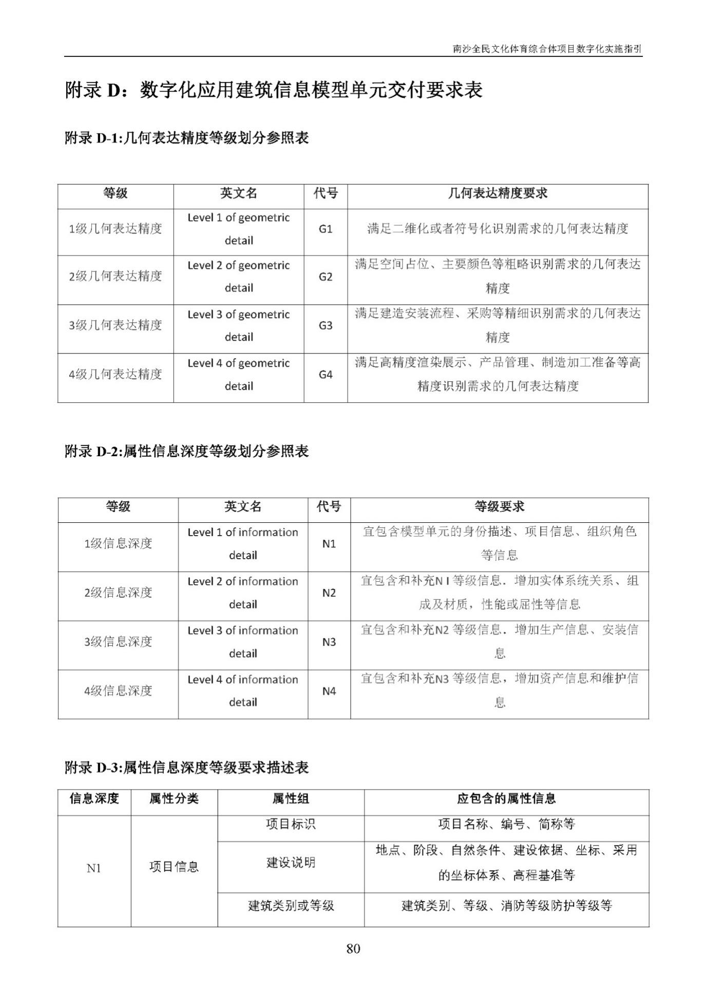 南沙全民文化体育综合体项目数字化实施指引
附录 D：数字化应用建筑信息模型单元交付要求表
附录 D-1:几何表达精度等级划分参照表
等级 英文名 代号 几何表达精度要求
1级几何表达精度 Level 1 of geometric detail G1 满足二维化或者符号化识别需求的几何表达精度
2级几何表达精度 Level 2 of geometric detail G2 满足空间占位、主要颜色等粗略识别需求的几何表达精度
3级几何表达精度 Level 3 of geometric detail G3 满足建造安装流程、采购等精细识别需求的几何表达精度
4级几何表达精度 Level 4 of geometric detail G4 满足高精度渲染展示、产品管理、制造加工准备等高精度识别需求的几何表达精度
附录 D-2:属性信息深度等级划分参照表
等级 英文名 代号 等级要求
1级信息深度 Level 1 of information detail N1 宜包含模型单元的身份描述、项目信息、组织角色等信息
2级信息深度 Level 2 of information detail N2 宜包含和补充N I 等级信息．增加实体系统关系、组成及材质，性能或屈性等信息
3级信息深度 Level 3 of information detail N3 宜包含和补充N2 等级信息．增加生产信息、安装信息
4级信息深度 Level 4 of information detail N4 宜包含和补充N3 等级信息，增加资产信息和维护信息
附录 D-3:属性信息深度等级要求描述表
信息深度 属性分类 属性组 应包含的属性信息
N1 项目信息 项目标识 项目名称、编号、简称等
建设说明 地点、阶段、自然条件、建设依据、坐标、采用的坐标体系、高程基准等
建筑类别或等级 建筑类别、等级、消防等级防护等级等
80